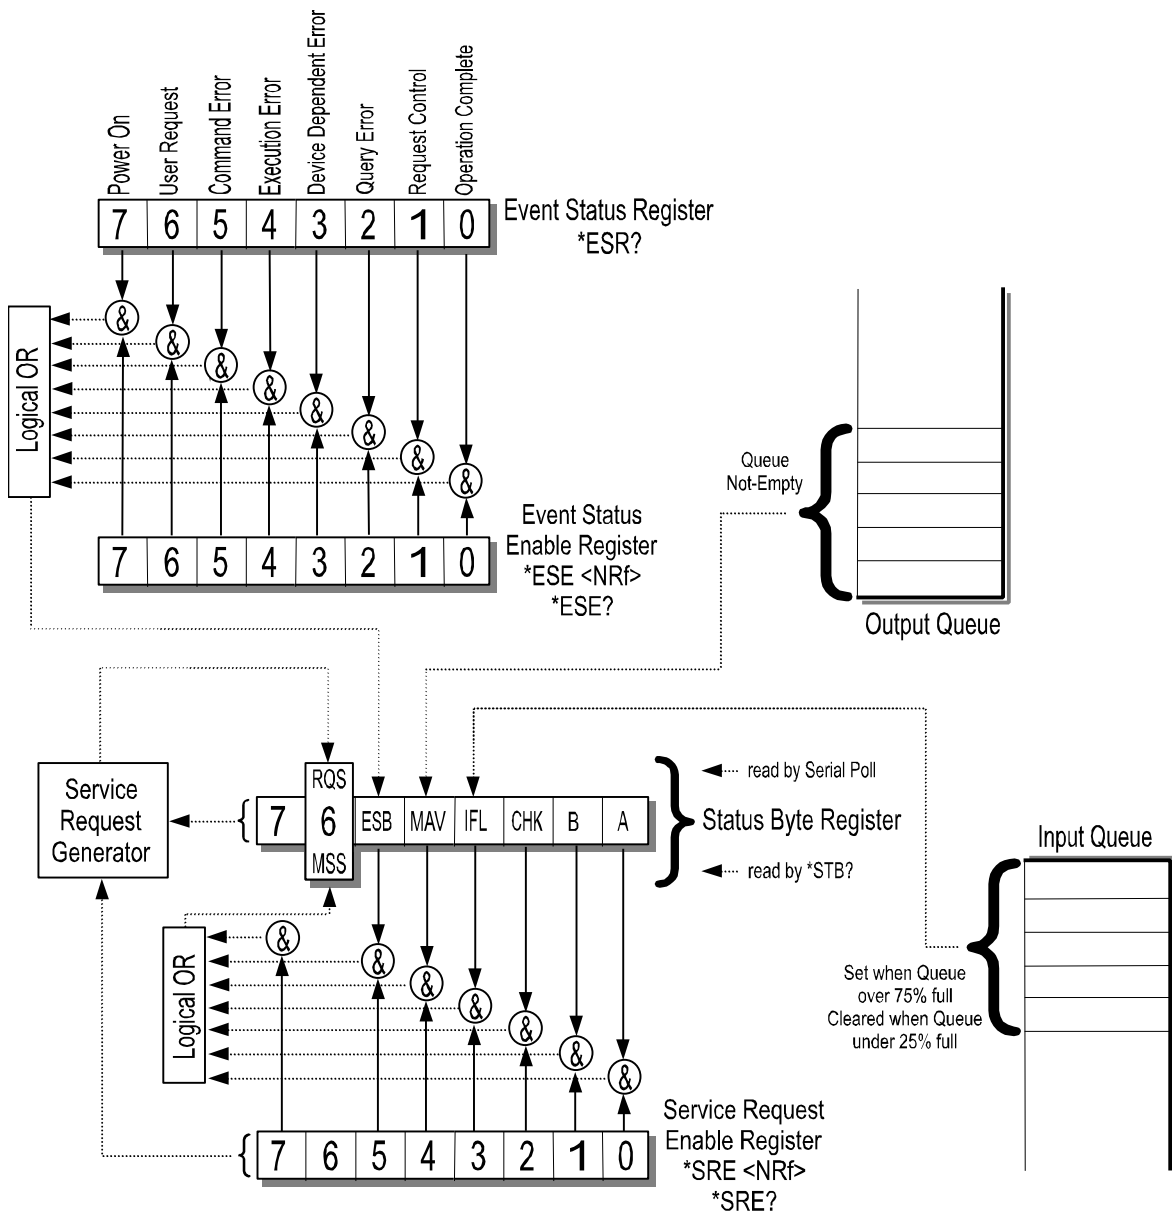 Power On
User Request
Command Error
Execution Error
Device Dependent Error
Query Error
Request Control
Operation Complete
7 6 5 4 3 2 1 0
Event Status Register
*ESR?
&
&
&
&
&
&
&
&
Logical OR
Event Status
Enable Register
*ESE <NRf>
*ESE?
7 6 5 4 3 2 1 0
Queue
Not-Empty
Output Queue
Service
Request
Generator
RQS
7 6 ESB MAV IFL CHK B A
MSS
read by Serial Poll
Status Byte Register
read by *STB?
Input Queue
Set when Queue
over 75% full
Cleared when Queue
under 25% full
&
&
&
&
&
&
&
Logical OR
Service Request
Enable Register
*SRE <NRf>
*SRE?
7 6 5 4 3 2 1 0